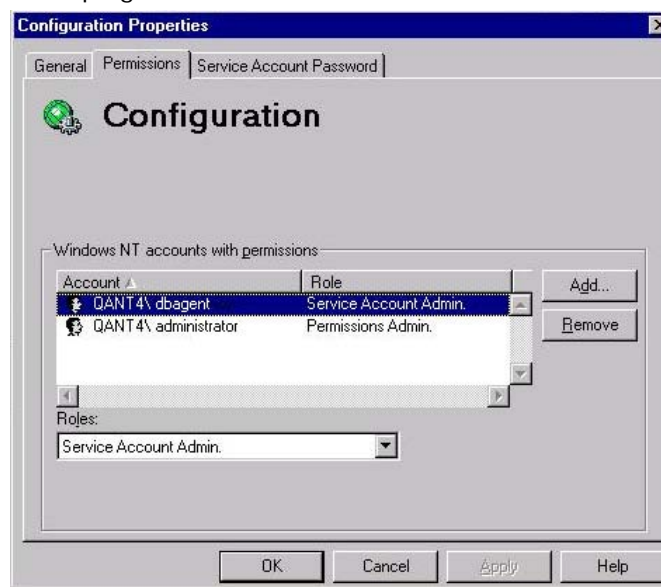 Configuration Properties
General Permissions Service Account Password
Configuration
Windows NT accounts with permissions
Account Role
QANT4\ dbagent Service Account Admin.
QANT4\ administrator Permissions Admin.
Add...
Remove
Roles:
Service Account Admin.
OK Cancel Apply Help